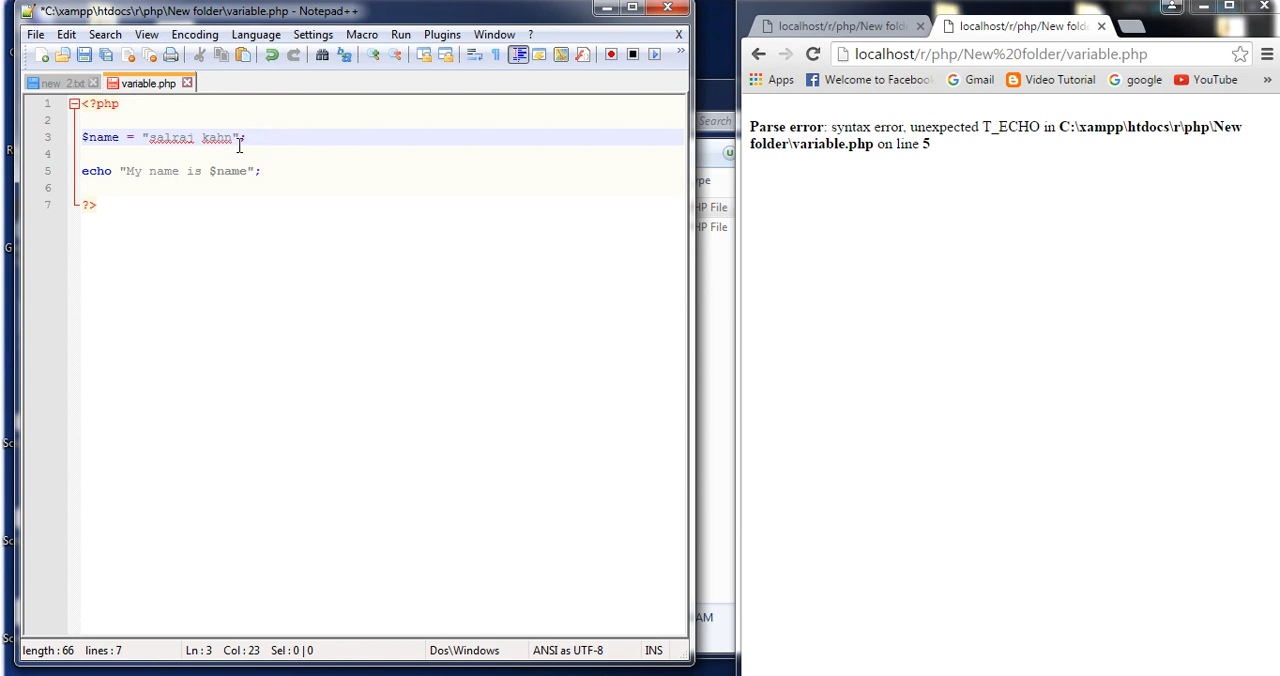 *C:\xampp\htdocs\r\php\New folder\variable.php - Notepad++
File Edit Search View Encoding Language Settings Macro Run Plugins Window ? X
new 2.txt variable.php
1 <?php
2
3 $name = "salraj kahn";
4
5 echo "My name is $name";
6
7 ?>
length : 66 lines : 7 Ln : 3 Col : 23 Sel : 0 | 0 Dos\Windows ANSI as UTF-8 INS
Search
ype
HP File
HP File
AM
localhost/r/php/New fold localhost/r/php/New fold
localhost/r/php/New%20folder/variable.php
Apps Welcome to Facebook Gmail Video Tutorial google YouTube »
Parse error: syntax error, unexpected T_ECHO in C:\xampp\htdocs\r\php\New
folder\variable.php on line 5